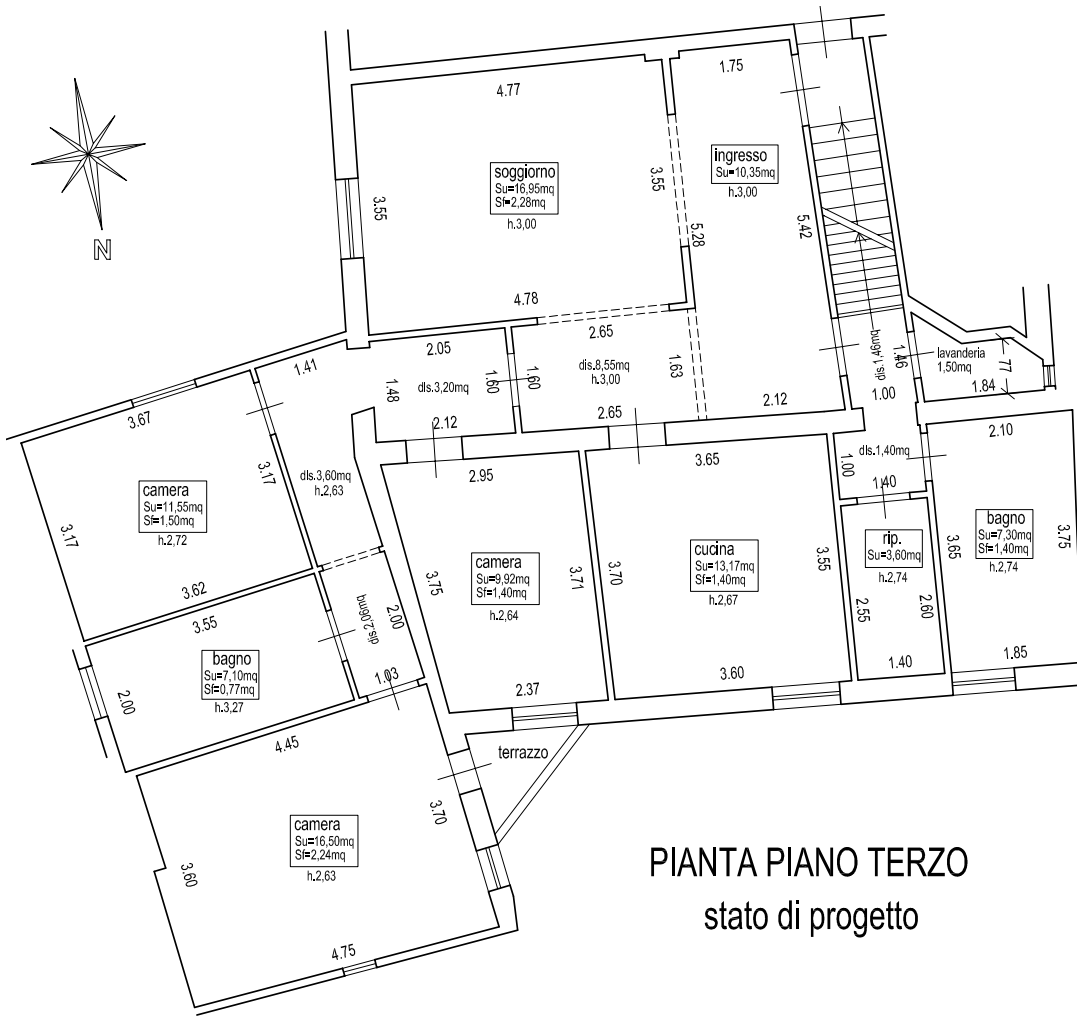 1.75
4.77
soggiorno
Su=16,95mq
Sf=2,28mq
h.3,00
ingresso
Su=10,35mq
h.3,00
3.55
3.55
5.28
5.42
4.78
N
2.65
dis.8,55mq
h.3,00
1.63
2.65
2.12
dis.1,46mq
1.46
1.00
lavanderia
1,50mq
77
1.84
2.05
1.48
dis.3,20mq
1.60
1.60
2.12
1.41
3.67
camera
Su=11,55mq
Sf=1,50mq
h.2,72
3.17
3.17
3.62
dis.3,60mq
h.2,63
2.95
camera
Su=9,92mq
Sf=1,40mq
h.2,64
3.75
3.71
2.37
3.65
cucina
Su=13,17mq
Sf=1,40mq
h.2,67
3.70
3.55
3.60
dis.1,40mq
1.00
1.40
rip.
Su=3,60mq
h.2,74
2.55
2.60
1.40
2.10
bagno
Su=7,30mq
Sf=1,40mq
h.2,74
3.65
3.75
1.85
3.55
bagno
Su=7,10mq
Sf=0,77mq
h.3,27
2.00
dis.2,06mq
2.00
1.03
4.45
terrazzo
camera
Su=16,50mq
Sf=2,24mq
h.2,63
3.70
3.60
4.75
PIANTA PIANO TERZO
stato di progetto